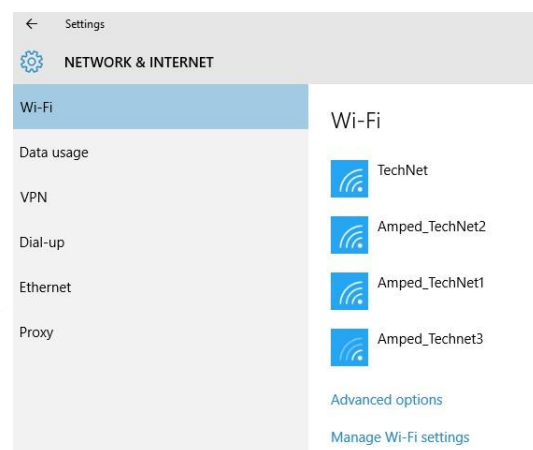 Settings
NETWORK & INTERNET
Wi-Fi
Data usage
VPN
Dial-up
Ethernet
Proxy
Wi-Fi
TechNet
Amped_TechNet2
Amped_TechNet1
Amped_Technet3
Advanced options
Manage Wi-Fi settings